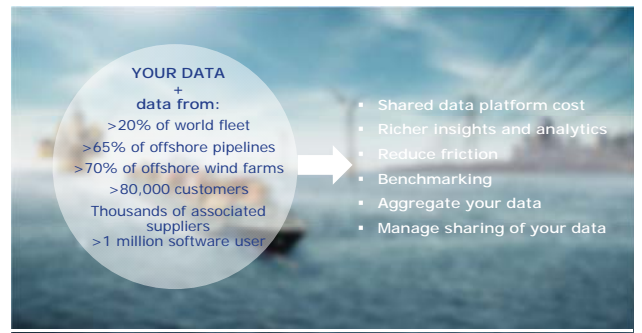 YOUR DATA
+
data from:
>20% of world fleet
>65% of offshore pipelines
>70% of offshore wind farms
>80,000 customers
Thousands of associated
suppliers
>1 million software user
▪ Shared data platform cost
▪ Richer insights and analytics
▪ Reduce friction
▪ Benchmarking
▪ Aggregate your data
▪ Manage sharing of your data